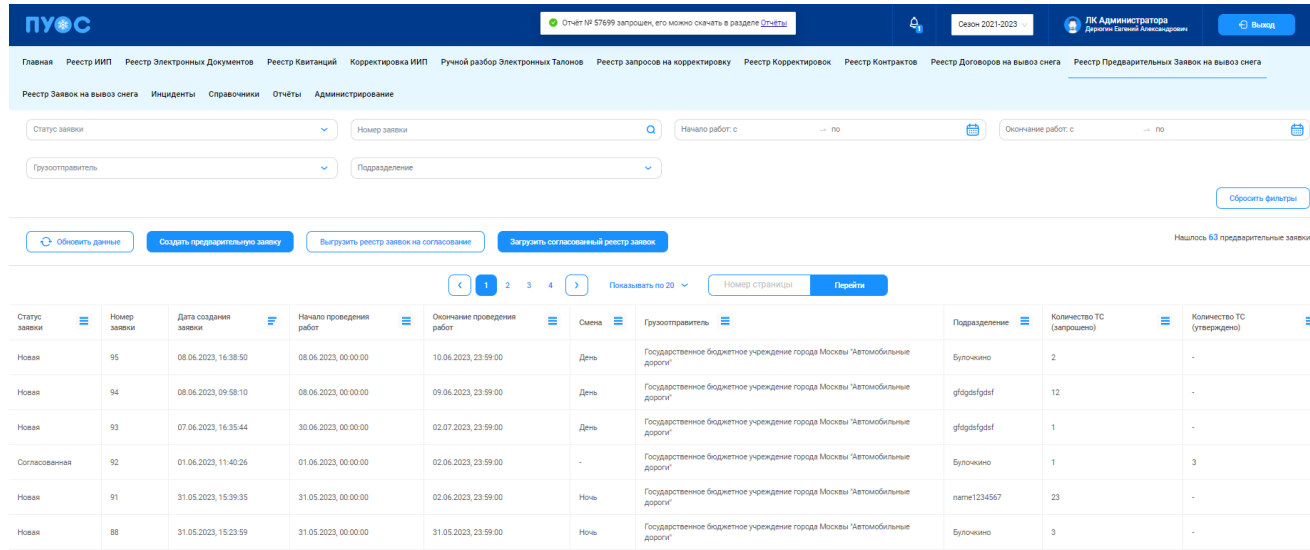 ПУОС
Отчёт № 57699 запрошен, его можно скачать в разделе Отчёты
1
Сезон 2021-2023
ЛК Администратора
Дерюгин Евгений Александрович
Выход
Главная Реестр ИИП Реестр Электронных Документов Реестр Квитанций Корректировка ИИП Ручной разбор Электронных Талонов Реестр запросов на корректировку Реестр Корректировок Реестр Контрактов Реестр Договоров на вывоз снега Реестр Предварительных Заявок на вывоз снега
Реестр Заявок на вывоз снега Инциденты Справочники Отчёты Администрирование
Статус заявки Номер заявки Начало работ: с → по Окончание работ: с → по
Грузоотправитель Подразделение
Сбросить фильтры
Обновить данные Создать предварительную заявку Выгрузить реестр заявок на согласование Загрузить согласованный реестр заявок Нашлось 63 предварительные заявки
‹ 1 2 3 4 › Показывать по 20 Номер страницы Перейти
Статус заявки Номер заявки Дата создания заявки Начало проведения работ Окончание проведения работ Смена Грузоотправитель Подразделение Количество ТС (запрошено) Количество ТС (утверждено)
Новая 95 08.06.2023, 16:38:50 08.06.2023, 00:00:00 10.06.2023, 23:59:00 День Государственное бюджетное учреждение города Москвы "Автомобильные дороги" Булочкино 2 -
Новая 94 08.06.2023, 09:58:10 08.06.2023, 00:00:00 09.06.2023, 23:59:00 День Государственное бюджетное учреждение города Москвы "Автомобильные дороги" gfdgdsfgdsf 12 -
Новая 93 07.06.2023, 16:35:44 30.06.2023, 00:00:00 02.07.2023, 23:59:00 День Государственное бюджетное учреждение города Москвы "Автомобильные дороги" gfdgdsfgdsf 1 -
Согласованная 92 01.06.2023, 11:40:26 01.06.2023, 00:00:00 02.06.2023, 23:59:00 - Государственное бюджетное учреждение города Москвы "Автомобильные дороги" Булочкино 1 3
Новая 91 31.05.2023, 15:39:35 31.05.2023, 00:00:00 02.06.2023, 23:59:00 Ночь Государственное бюджетное учреждение города Москвы "Автомобильные дороги" name1234567 23 -
Новая 88 31.05.2023, 15:23:59 31.05.2023, 00:00:00 31.05.2023, 23:59:00 Ночь Государственное бюджетное учреждение города Москвы "Автомобильные дороги" Булочкино 3 -